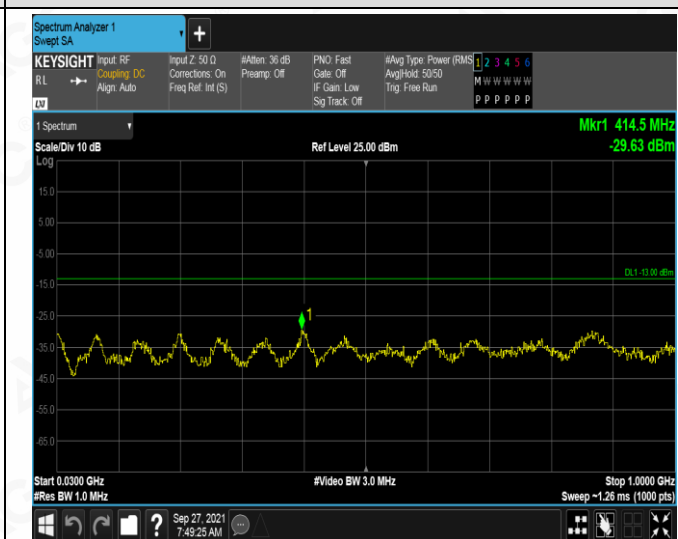 Spectrum Analyzer 1
Swept SA
+
KEYSIGHT
RL
Input: RF
Coupling: DC
Align: Auto
Input Z: 50 Ω
Corrections: On
Freq Ref: Int (S)
#Atten: 36 dB
Preamp: Off
PNO: Fast
Gate: Off
IF Gain: Low
Sig Track: Off
#Avg Type: Power (RMS
Avg|Hold: 50/50
Trig: Free Run
1 2 3 4 5 6
M W W W W W
P P P P P P
LXI
1 Spectrum
Scale/Div 10 dB
Ref Level 25.00 dBm
Mkr1 414.5 MHz
-29.63 dBm
Log
15.0
5.00
-5.00
DL1 -13.00 dBm
-15.0
-25.0
1
-35.0
-45.0
-55.0
-65.0
Start 0.0300 GHz
#Video BW 3.0 MHz
Stop 1.0000 GHz
#Res BW 1.0 MHz
Sweep ~1.26 ms (1000 pts)
?
Sep 27, 2021
7:49:25 AM